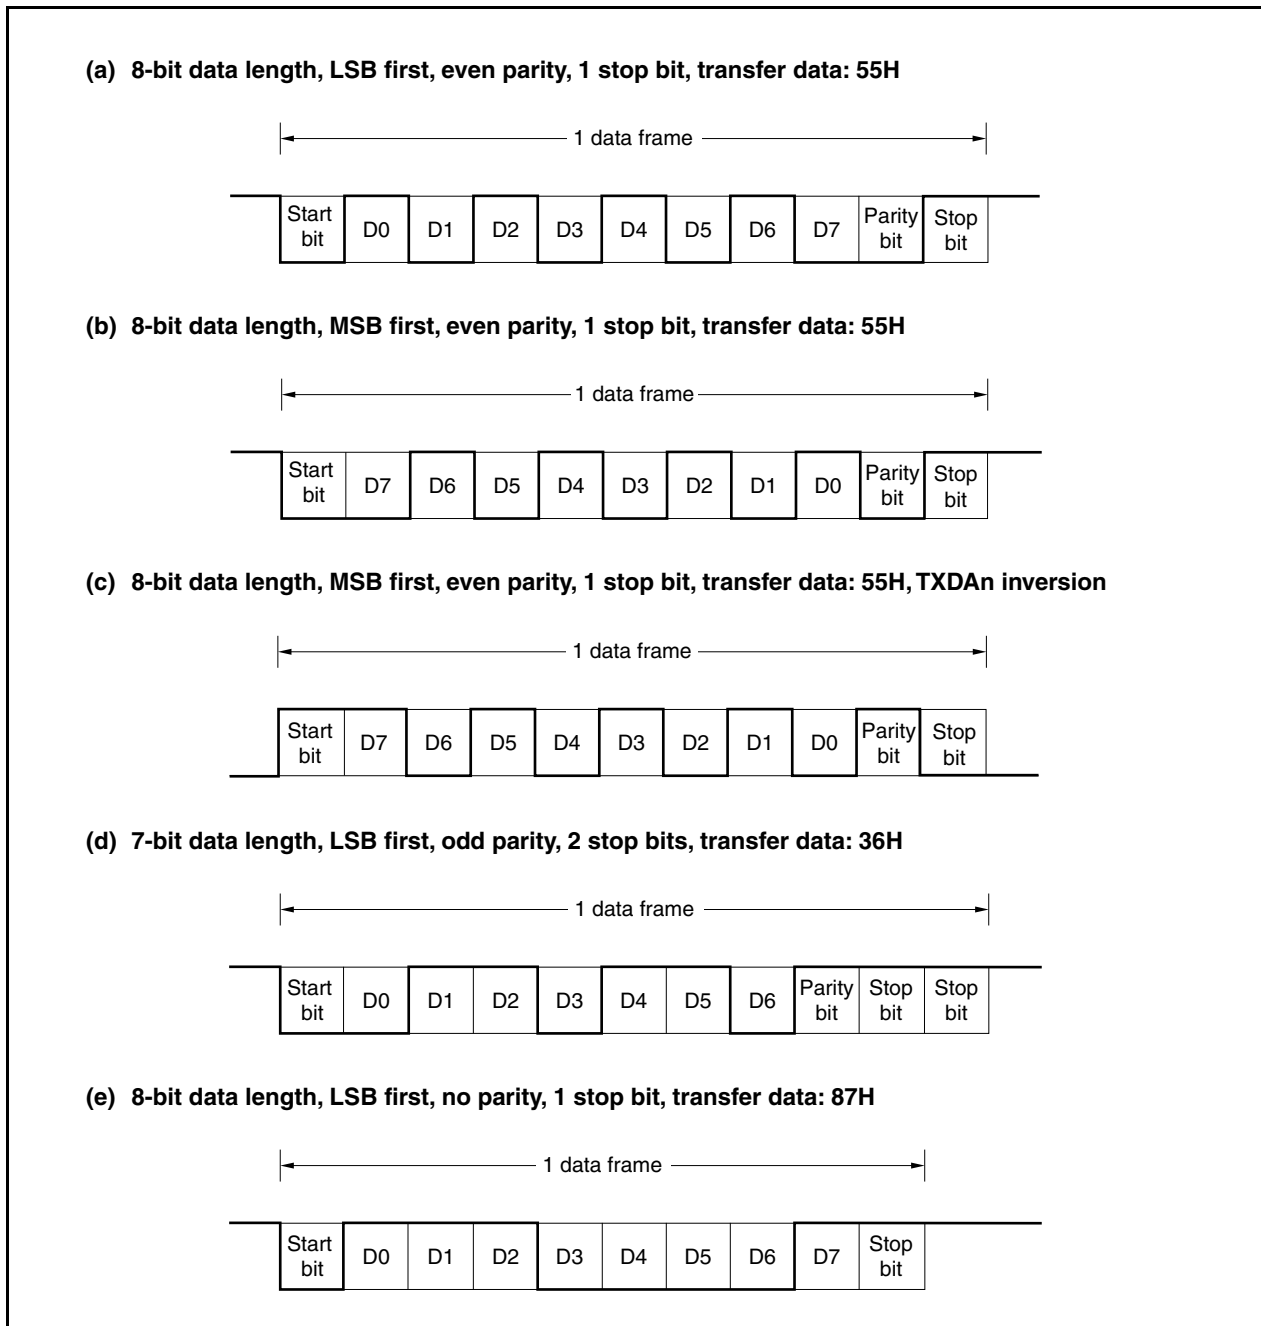 (a) 8-bit data length, LSB first, even parity, 1 stop bit, transfer data: 55H
1 data frame
Start bit D0 D1 D2 D3 D4 D5 D6 D7 Parity bit Stop bit
(b) 8-bit data length, MSB first, even parity, 1 stop bit, transfer data: 55H
1 data frame
Start bit D7 D6 D5 D4 D3 D2 D1 D0 Parity bit Stop bit
(c) 8-bit data length, MSB first, even parity, 1 stop bit, transfer data: 55H, TXDAn inversion
1 data frame
Start bit D7 D6 D5 D4 D3 D2 D1 D0 Parity bit Stop bit
(d) 7-bit data length, LSB first, odd parity, 2 stop bits, transfer data: 36H
1 data frame
Start bit D0 D1 D2 D3 D4 D5 D6 Parity bit Stop bit Stop bit
(e) 8-bit data length, LSB first, no parity, 1 stop bit, transfer data: 87H
1 data frame
Start bit D0 D1 D2 D3 D4 D5 D6 D7 Stop bit